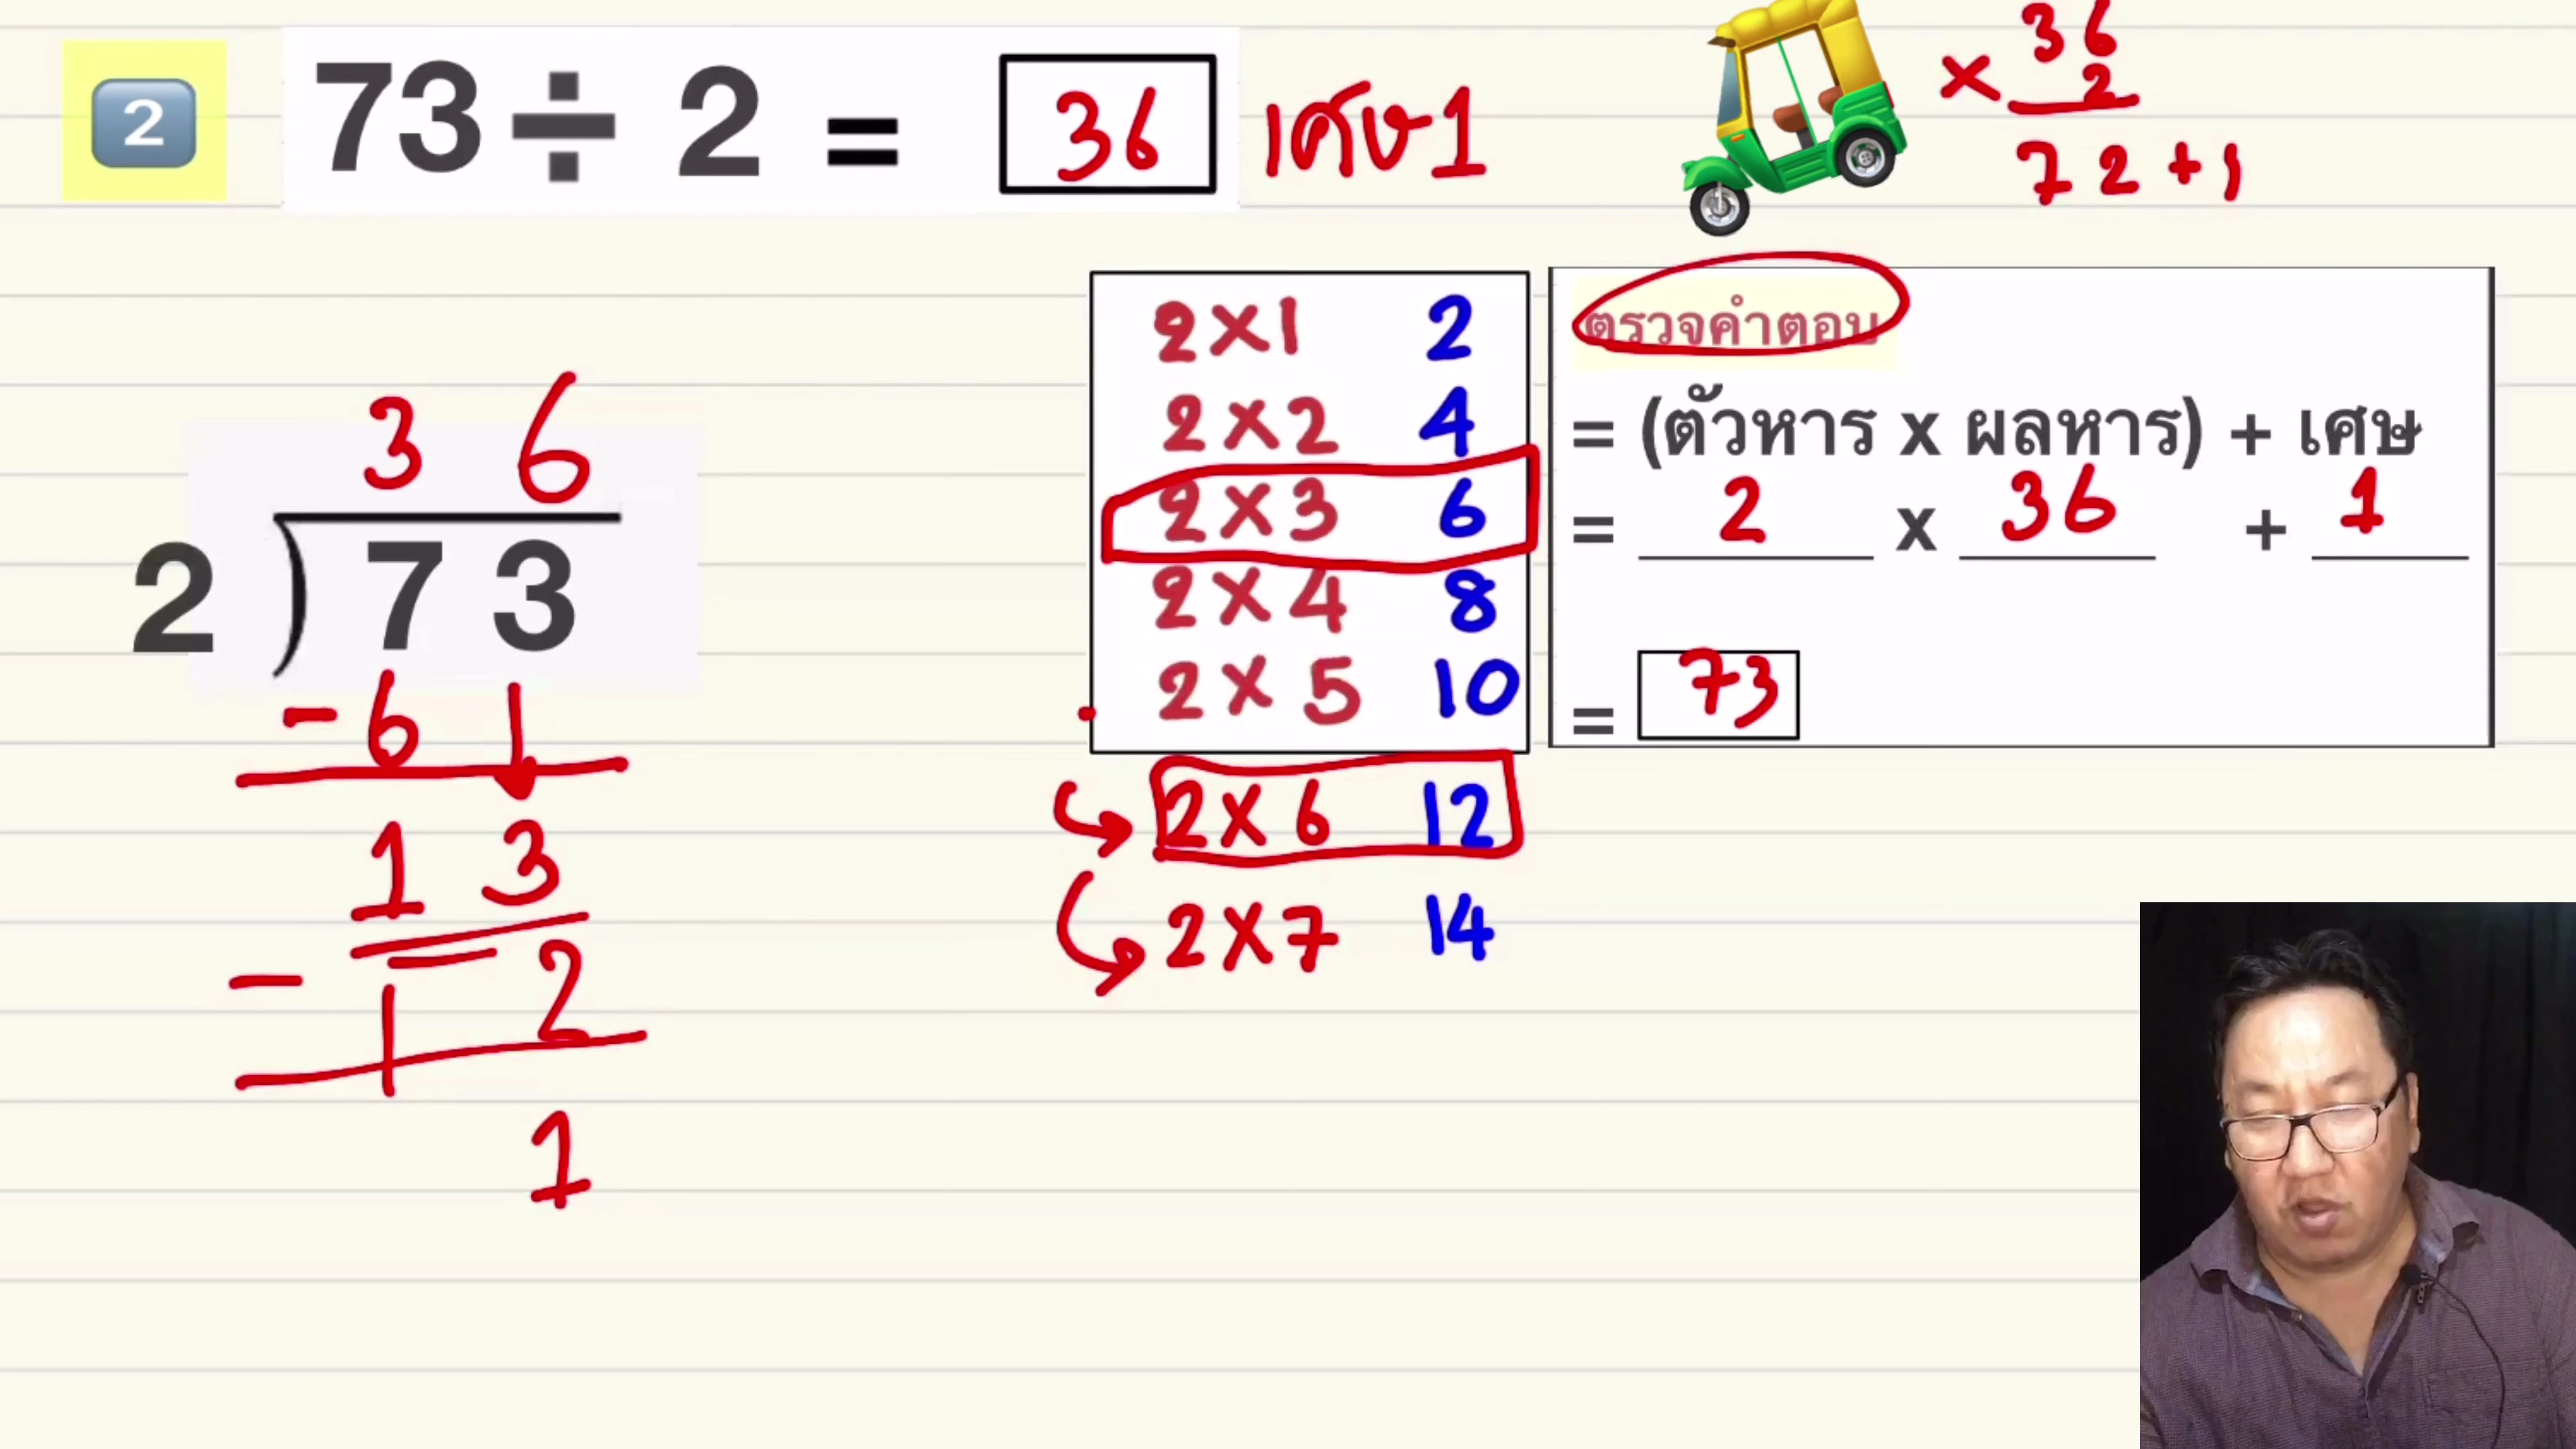 2 73 ÷ 2 = 36 เศษ1
36
× 2
72 + 1
36
2 ) 73
- 6
13
- 12
1
2 × 1 2
2 × 2 4
2 × 3 6
2 × 4 8
2 × 5 10
2 × 6 12
2 × 7 14
ตรวจคำตอบ
= (ตัวหาร x ผลหาร) + เศษ
= 2 x 36 + 1
= 73